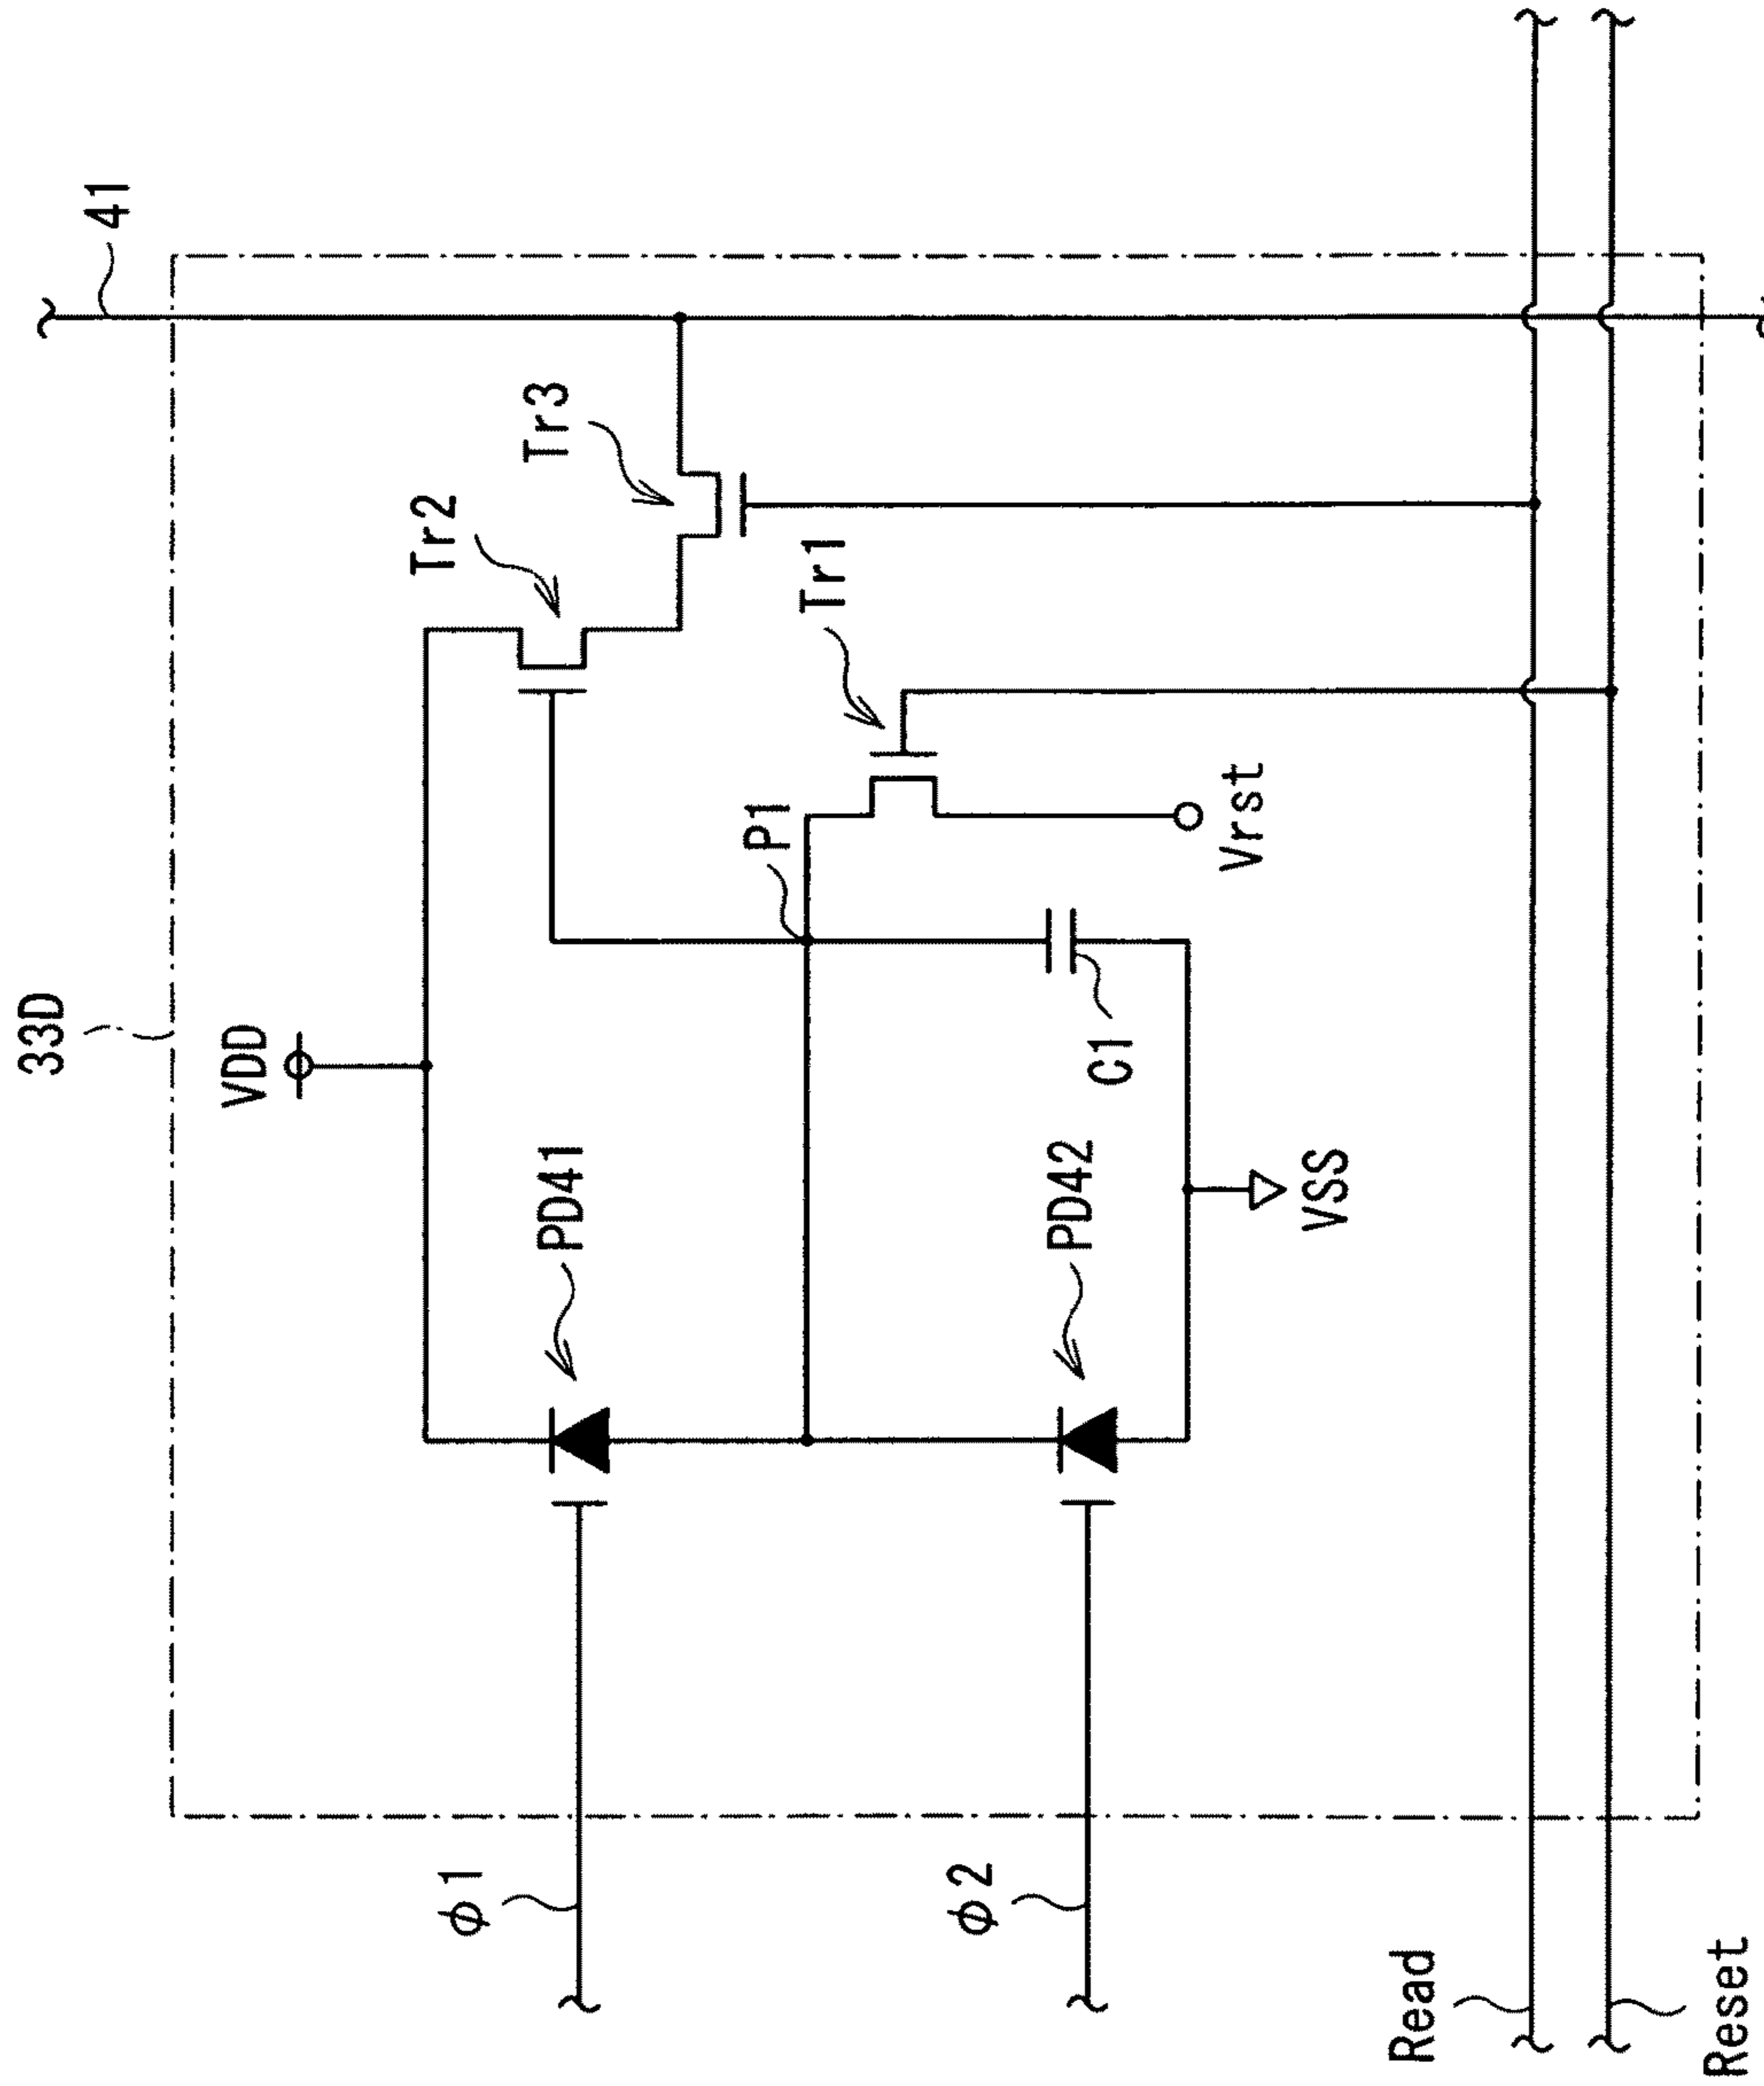 33D
41
VDD
Tr2
Tr3
PD41
P1
Tr1
φ1
PD42
C1
Vrst
φ2
VSS
Read
Reset